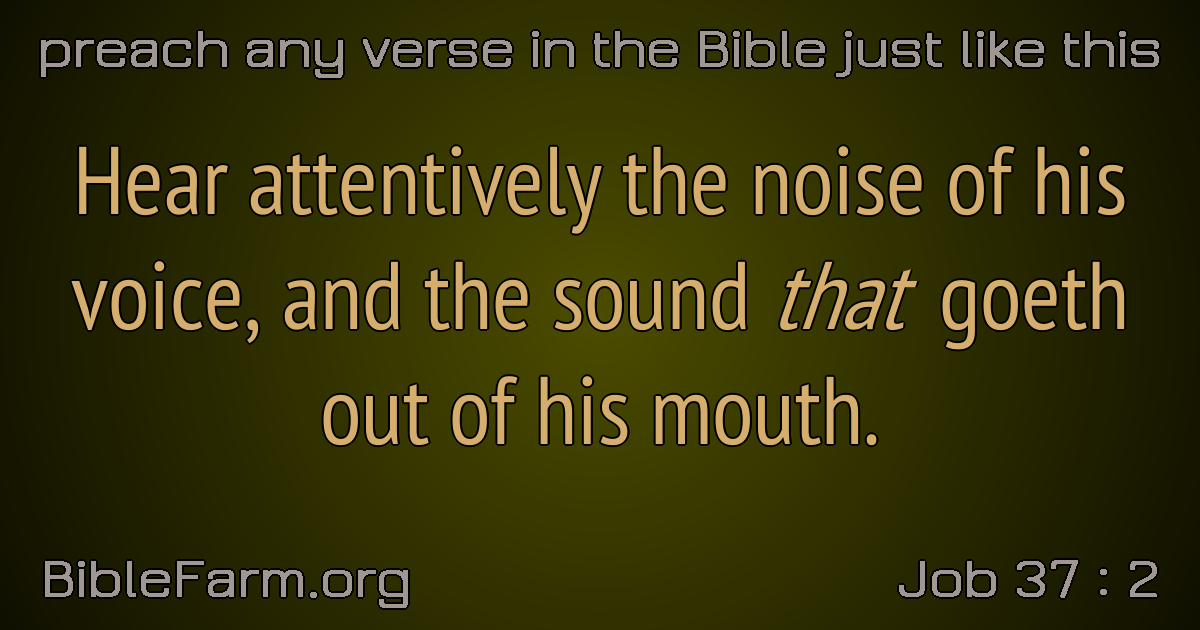 preach any verse in the Bible just like this
Hear attentively the noise of his
voice, and the sound that goeth
out of his mouth.
BibleFarm.org
Job 37 : 2